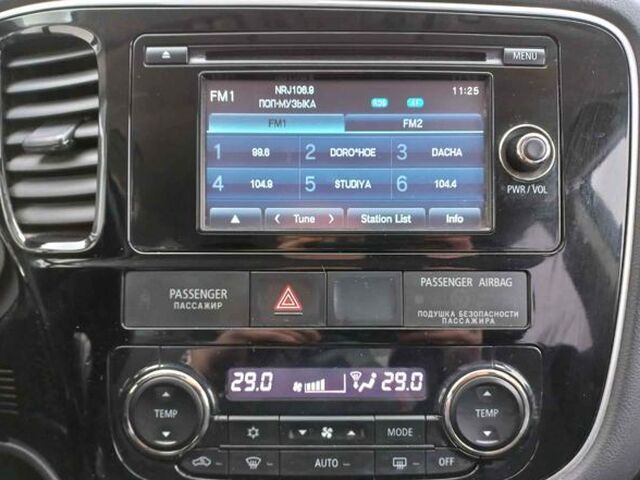 MENU
FM1 NRJ106.9 11:25
ПОП-МУЗЫКА RDS AF
FM1 FM2
1 99.6 2 DORO*HOE 3 DACHA
4 104.9 5 STUDIYA 6 104.4
Tune Station List Info
PWR/VOL
PASSENGER
ПАССАЖИР
PASSENGER AIRBAG
ПОДУШКА БЕЗОПАСНОСТИ
ПАССАЖИРА
29.0 29.0
TEMP TEMP
MODE
AUTO OFF